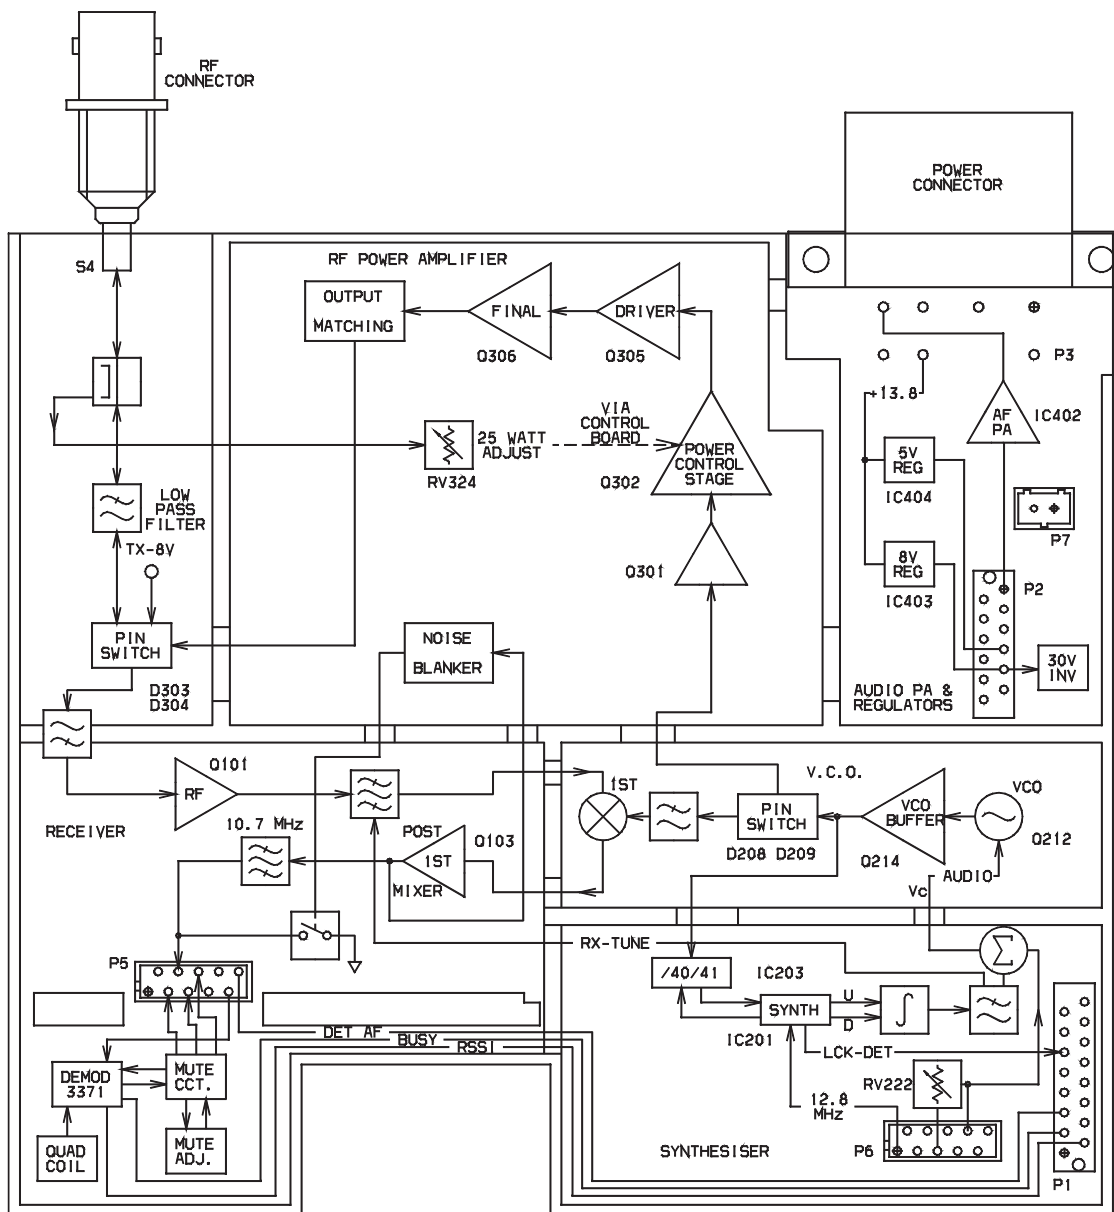 RF
CONNECTOR
POWER
CONNECTOR
S4
RF POWER AMPLIFIER
OUTPUT
MATCHING
FINAL
DRIVER
Q306
Q305
P3
+13.8
AF
PA
IC402
VIA
CONTROL
BOARD
25 WATT
ADJUST
RV324
POWER
CONTROL
STAGE
Q302
5V
REG
IC404
LOW
PASS
FILTER
TX-8V
P7
Q301
8V
REG
IC403
P2
PIN
SWITCH
NOISE
BLANKER
30V
INV
D303
D304
AUDIO PA &
REGULATORS
Q101
RF
V.C.O.
1ST
VCO
BUFFER
VCO
PIN
SWITCH
RECEIVER
10.7 MHz
POST
1ST
MIXER
Q103
D208 D209
Q214
Q212
AUDIO
Vc
RX-TUNE
Σ
P5
/40/41
IC203
SYNTH
U
D
∫
IC201
DET AF
BUSY
RSSI
LCK-DET
DEMOD
3371
MUTE
CCT.
RV222
12.8
MHz
QUAD
COIL
MUTE
ADJ.
SYNTHESISER
P6
P1